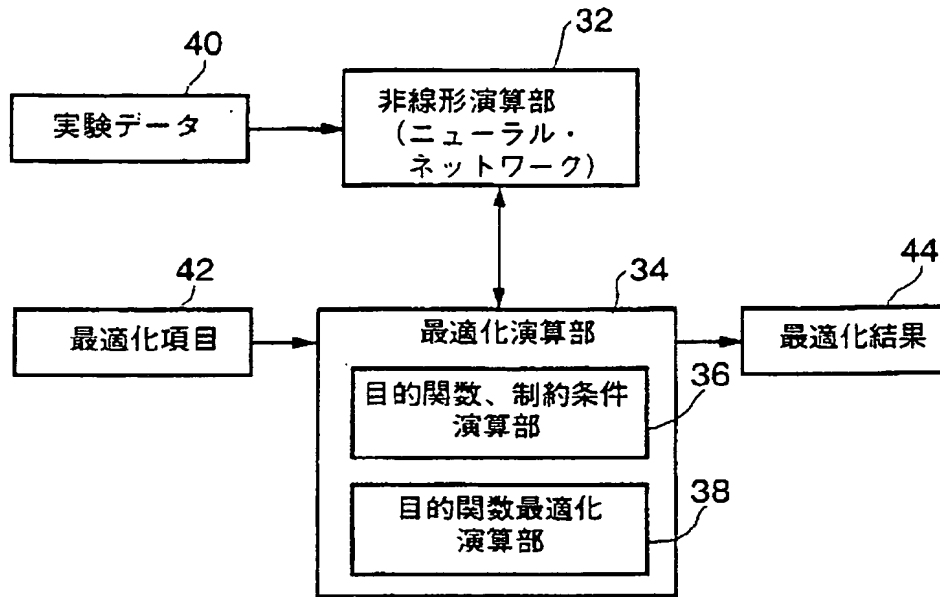 40
実験データ
32
非線形演算部
(ニューラル・
ネットワーク)
42
最適化項目
34
最適化演算部
目的関数、制約条件
演算部
36
目的関数最適化
演算部
38
44
最適化結果